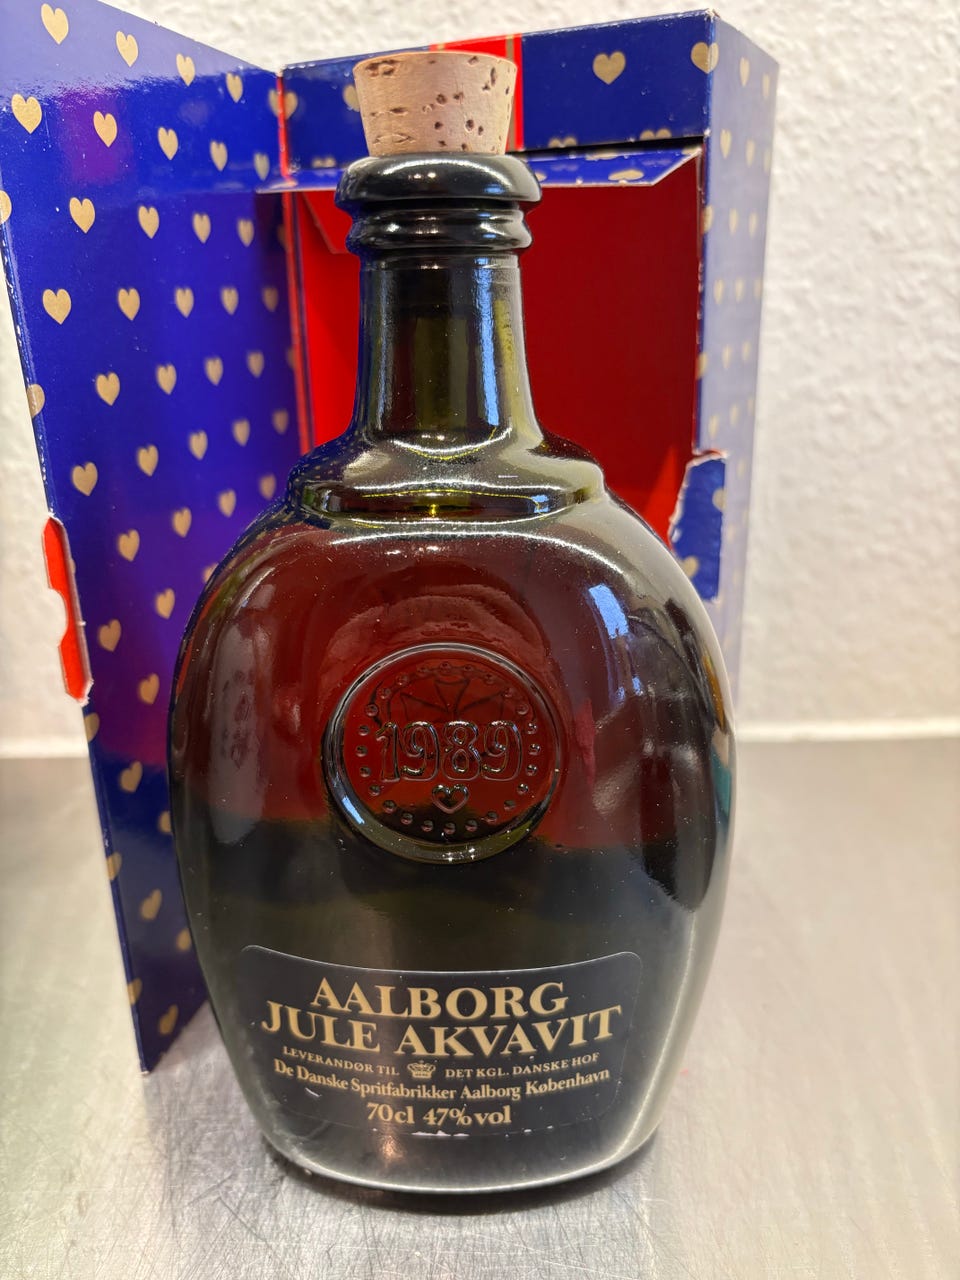 1989
AALBORG
JULE AKVAVIT
LEVERANDØR TIL DET KGL. DANSKE HOF
De Danske Spritfabrikker Aalborg København
70cl 47% vol